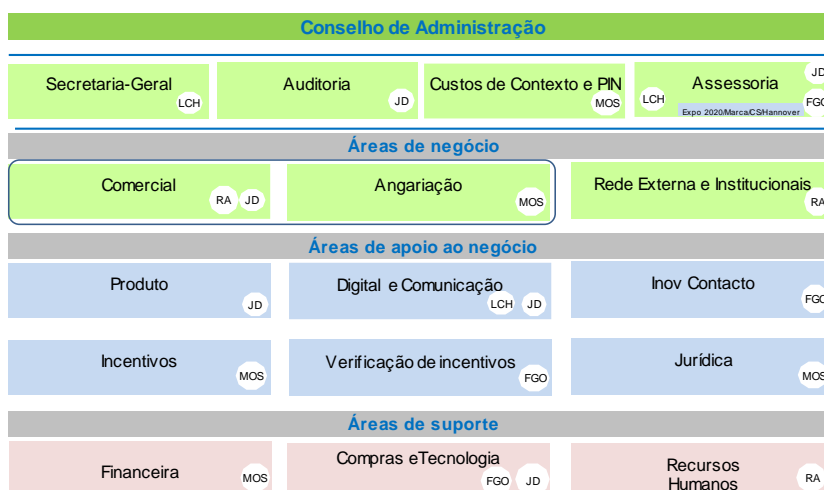 Conselho de Administração
Secretaria-Geral
LCH
Auditoria
JD
Custos de Contexto e PIN
MOS
LCH
Assessoria
JD
Expo 2020/Marca/CS/Hannover
FGO
Áreas de negócio
Comercial
RA JD
Angariação
MOS
Rede Externa e Institucionais
RA
Áreas de apoio ao negócio
Produto
JD
Digital e Comunicação
LCH JD
Inov Contacto
FGO
Incentivos
MOS
Verificação de incentivos
FGO
Jurídica
MOS
Áreas de suporte
Financeira
MOS
Compras eTecnologia
FGO JD
Recursos
Humanos
RA